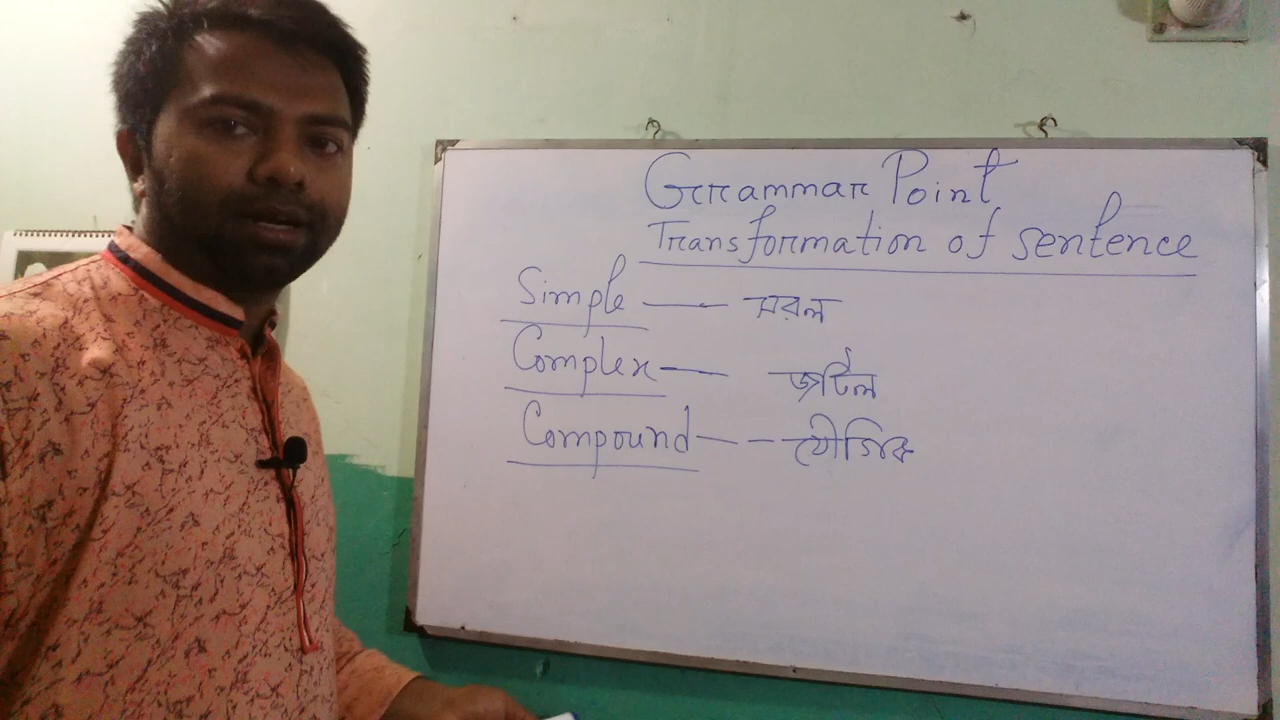 Grammar Point
Transformation of sentence
Simple — সরল
Complex — জটিল
Compound — - যৌগিক